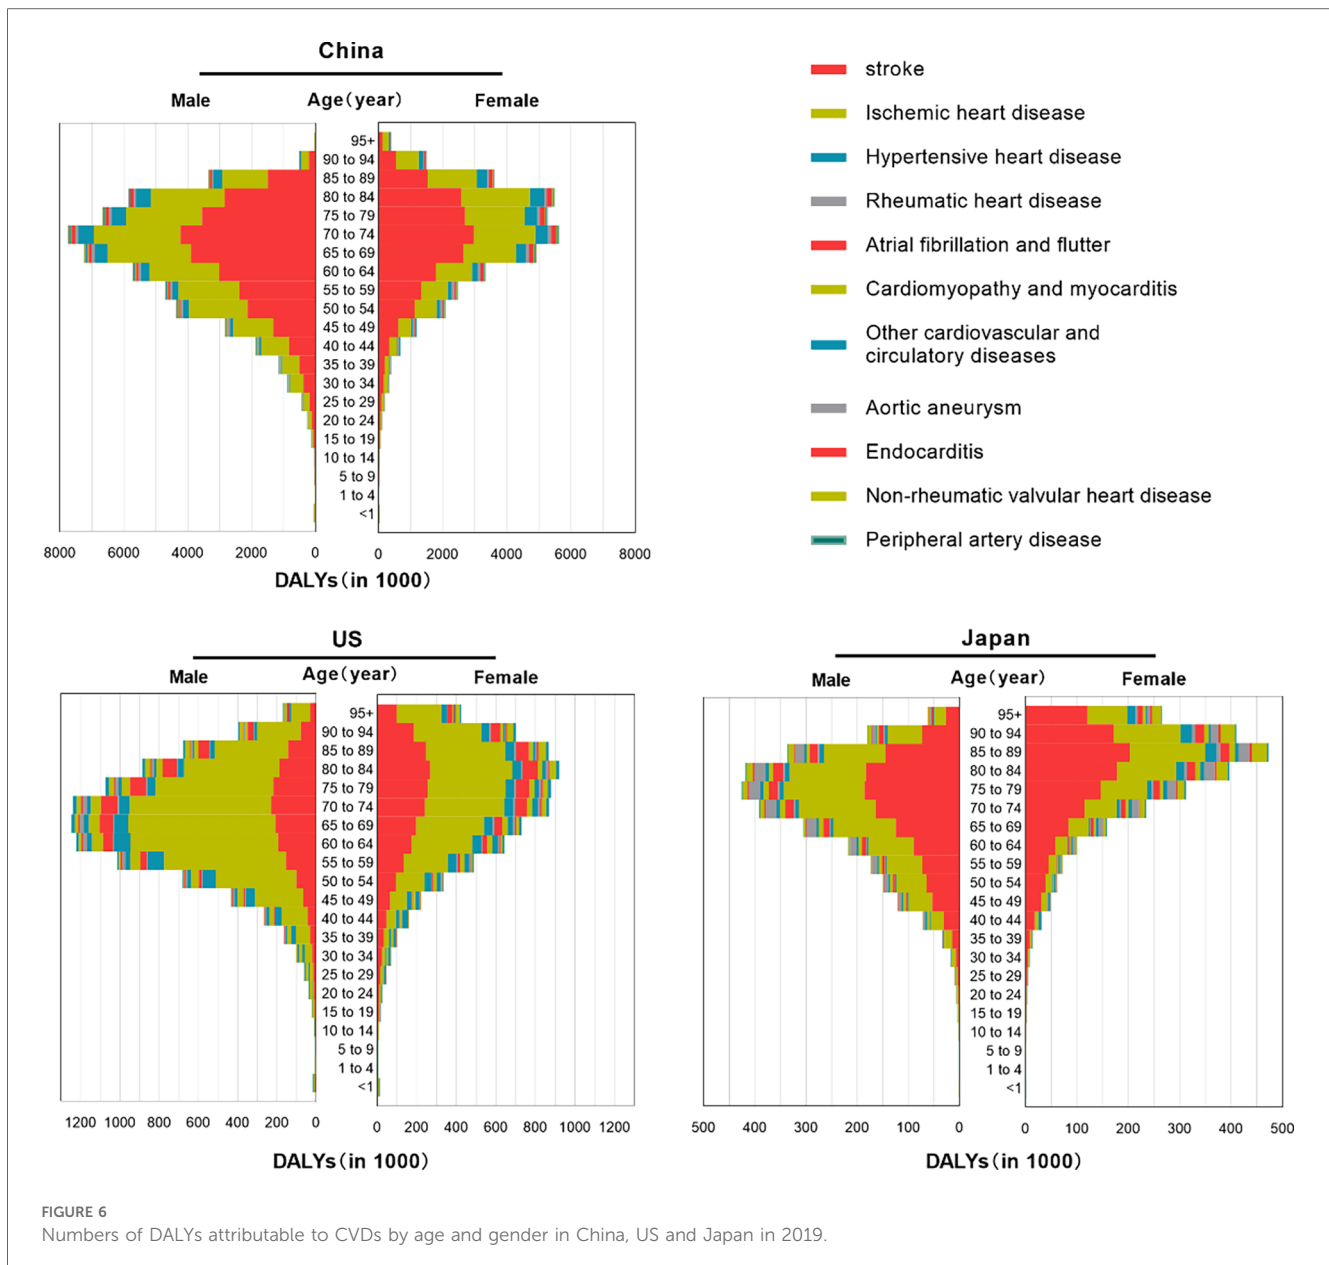 China
Male Age(year) Female
95+
90 to 94
85 to 89
80 to 84
75 to 79
70 to 74
65 to 69
60 to 64
55 to 59
50 to 54
45 to 49
40 to 44
35 to 39
30 to 34
25 to 29
20 to 24
15 to 19
10 to 14
5 to 9
1 to 4
<1
8000 6000 4000 2000 0 0 2000 4000 6000 8000
DALYs(in 1000)
stroke
Ischemic heart disease
Hypertensive heart disease
Rheumatic heart disease
Atrial fibrillation and flutter
Cardiomyopathy and myocarditis
Other cardiovascular and
circulatory diseases
Aortic aneurysm
Endocarditis
Non-rheumatic valvular heart disease
Peripheral artery disease
US
Male Age(year) Female
95+
90 to 94
85 to 89
80 to 84
75 to 79
70 to 74
65 to 69
60 to 64
55 to 59
50 to 54
45 to 49
40 to 44
35 to 39
30 to 34
25 to 29
20 to 24
15 to 19
10 to 14
5 to 9
1 to 4
<1
1200 1000 800 600 400 200 0 0 200 400 600 800 1000 1200
DALYs(in 1000)
Japan
Male Age(year) Female
95+
90 to 94
85 to 89
80 to 84
75 to 79
70 to 74
65 to 69
60 to 64
55 to 59
50 to 54
45 to 49
40 to 44
35 to 39
30 to 34
25 to 29
20 to 24
15 to 19
10 to 14
5 to 9
1 to 4
<1
500 400 300 200 100 0 0 100 200 300 400 500
DALYs(in 1000)
FIGURE 6
Numbers of DALYs attributable to CVDs by age and gender in China, US and Japan in 2019.